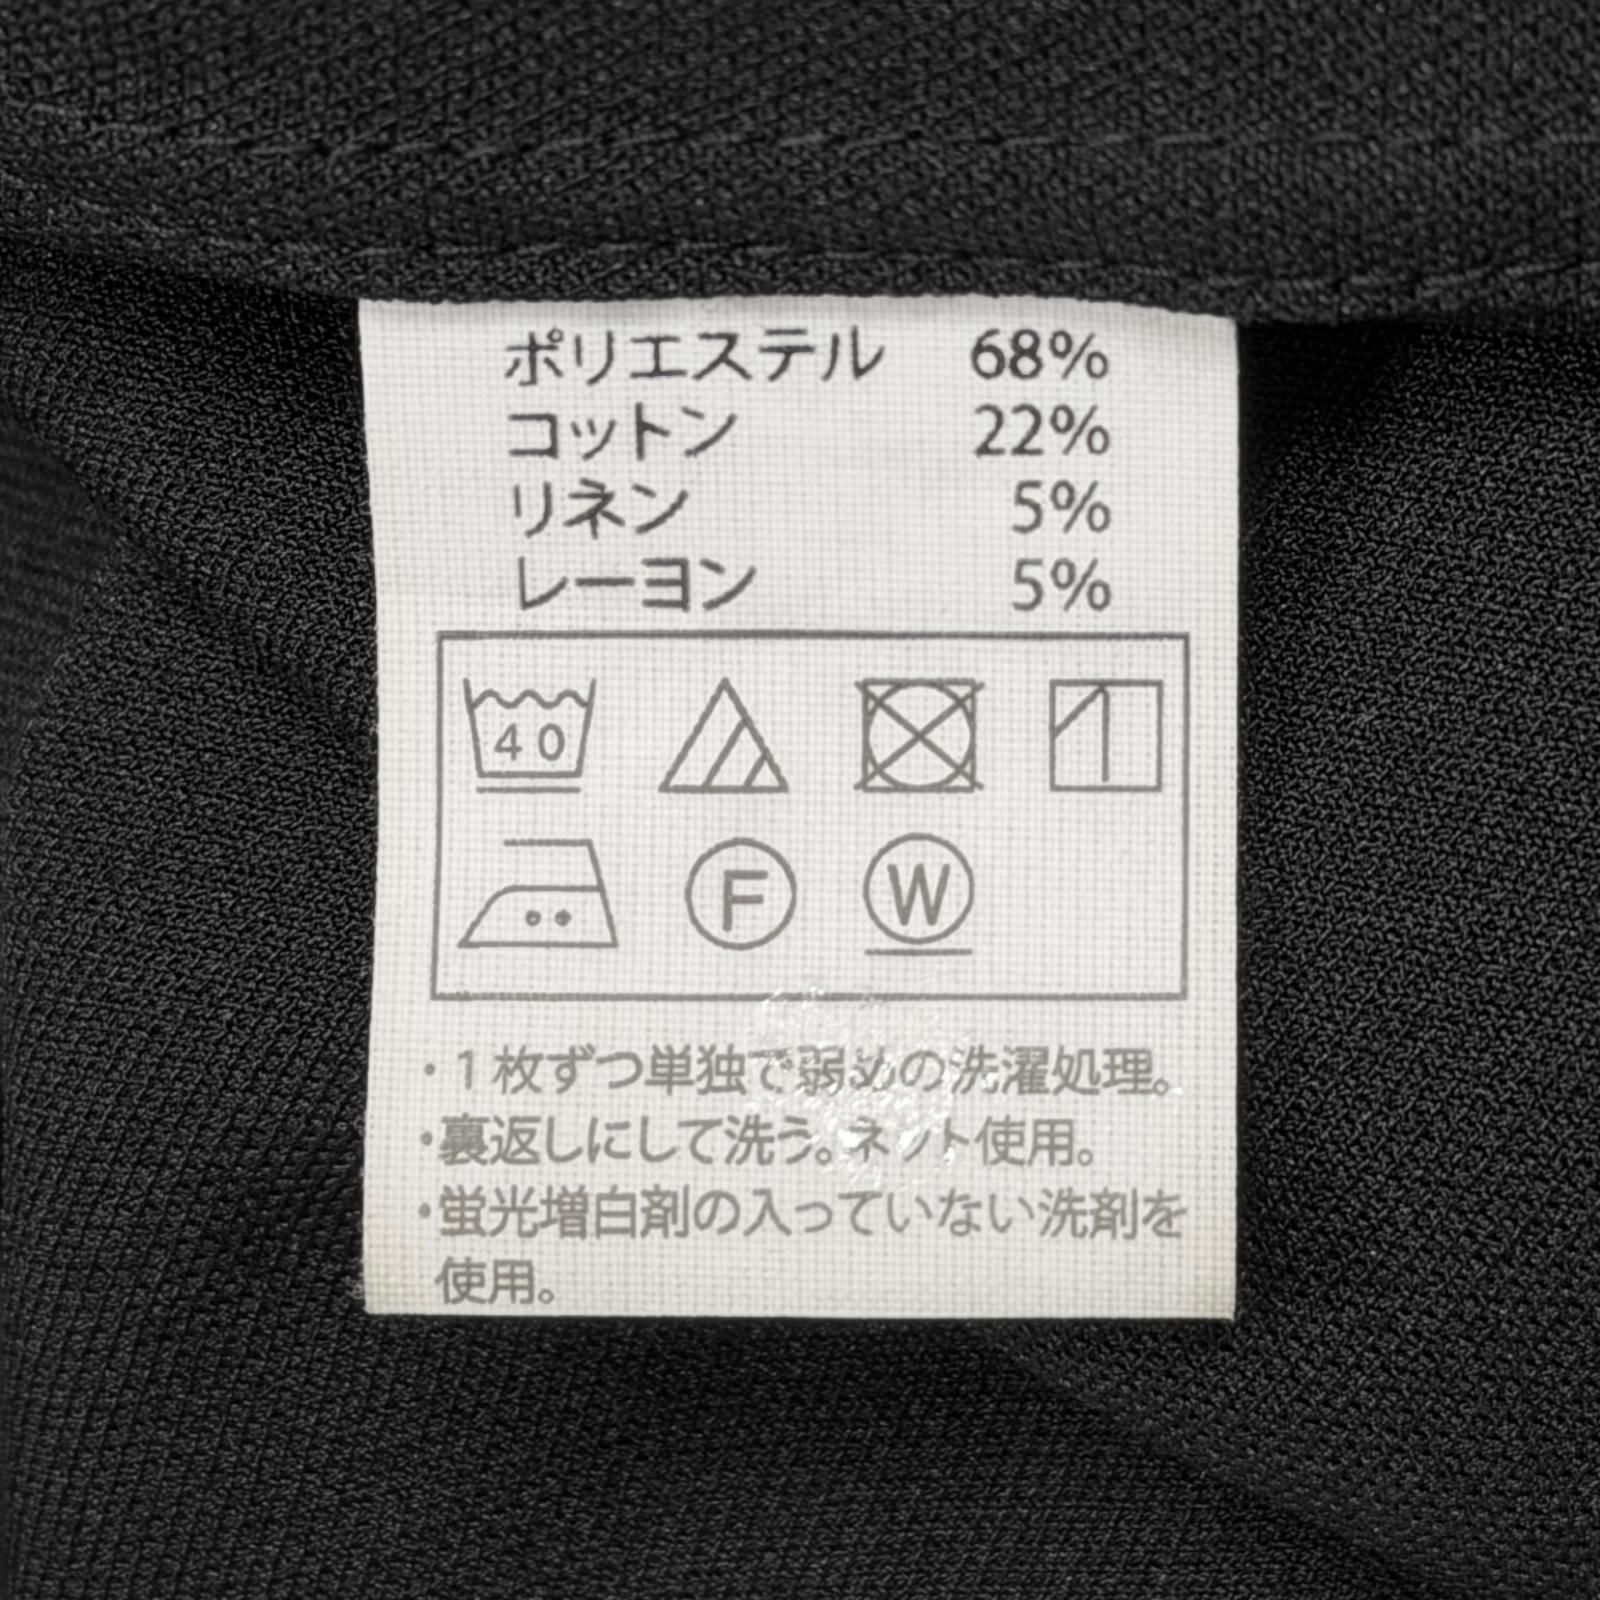 ポリエステル 68%
コットン 22%
リネン 5%
レーヨン 5%
40
F W
・1枚ずつ単独で弱めの洗濯処理。
・裏返しにして洗う。ネット使用。
・蛍光増白剤の入っていない洗剤を
使用。